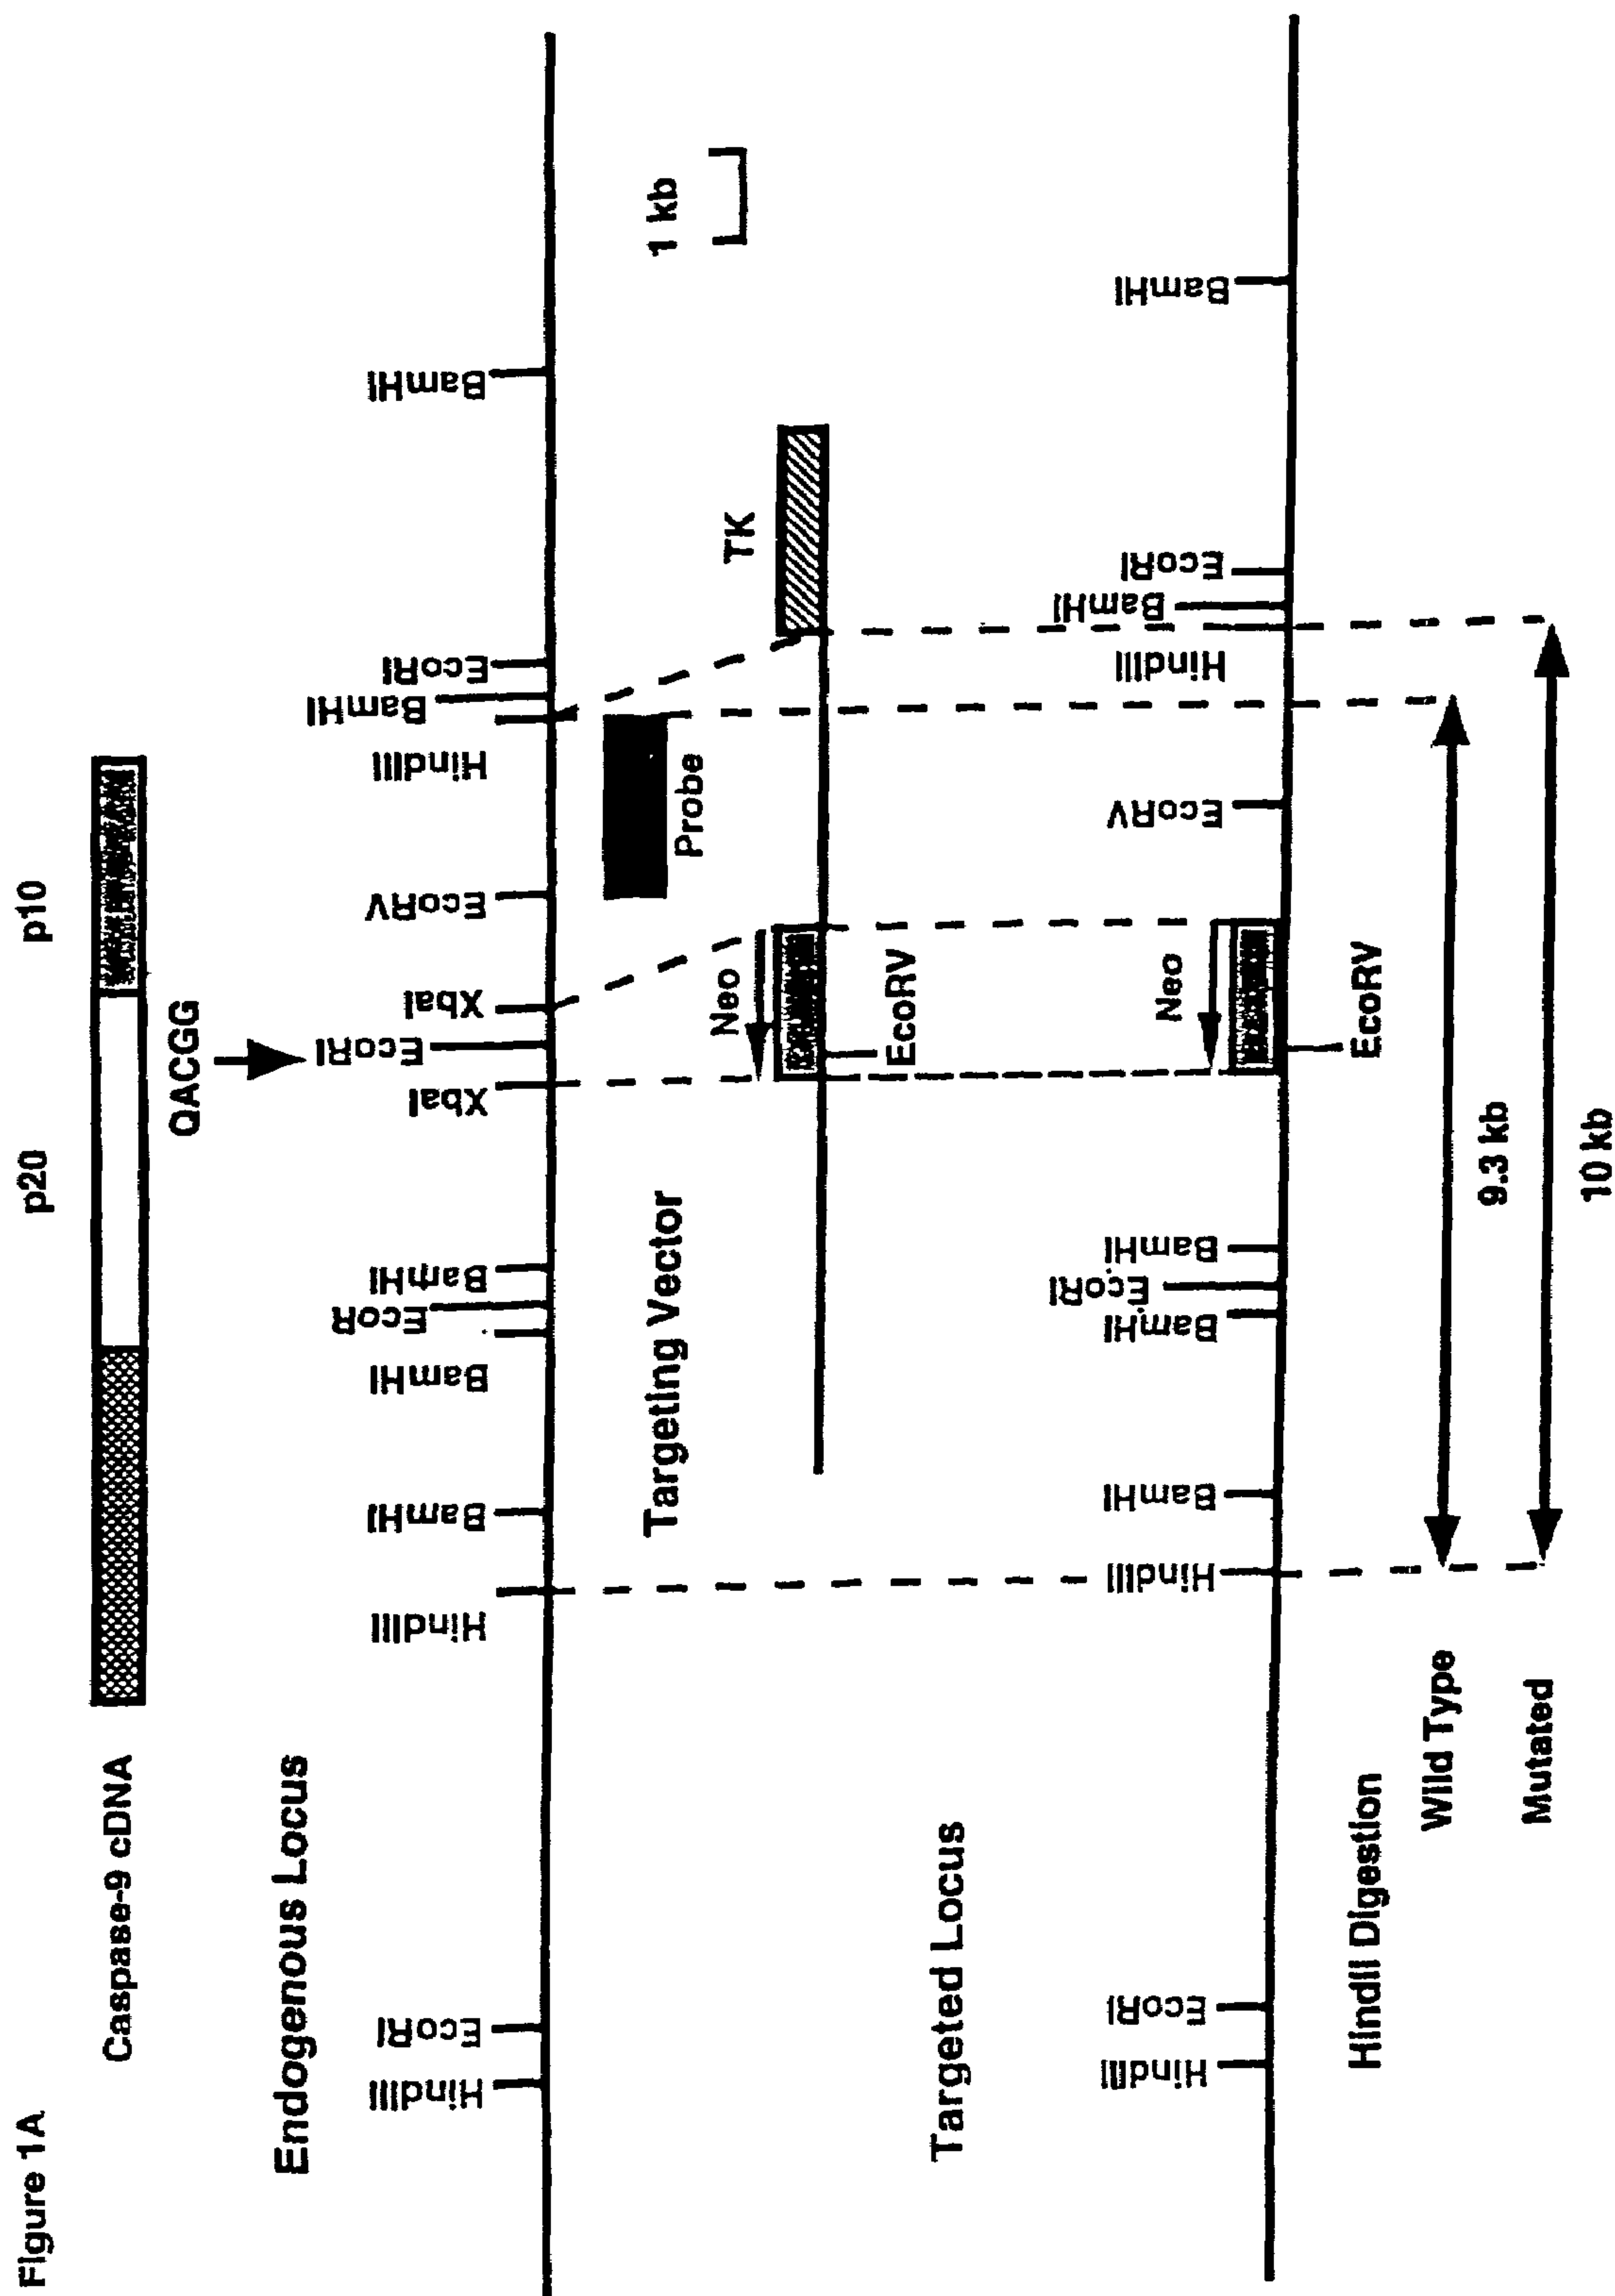 Figure 1A
p20
p10
Caspase-9 cDNA
QACGG
Endogenous Locus
HindIII
EcoRI
HindIII
BamHI
BamHI
EcoR
BamHI
XbaI
EcoRI
XbaI
EcoRV
HindIII
BamHI
EcoRI
BamHI
Probe
1 kb
Targeting Vector
Neo
TK
EcoRV
Targeted Locus
HindIII
EcoRI
HindIII
BamHI
BamHI
EcoRI
BamHI
Neo
EcoRV
HindIII
BamHI
EcoRI
BamHI
EcoRV
HindII Digestion
Wild Type
9.3 kb
Mutated
10 kb